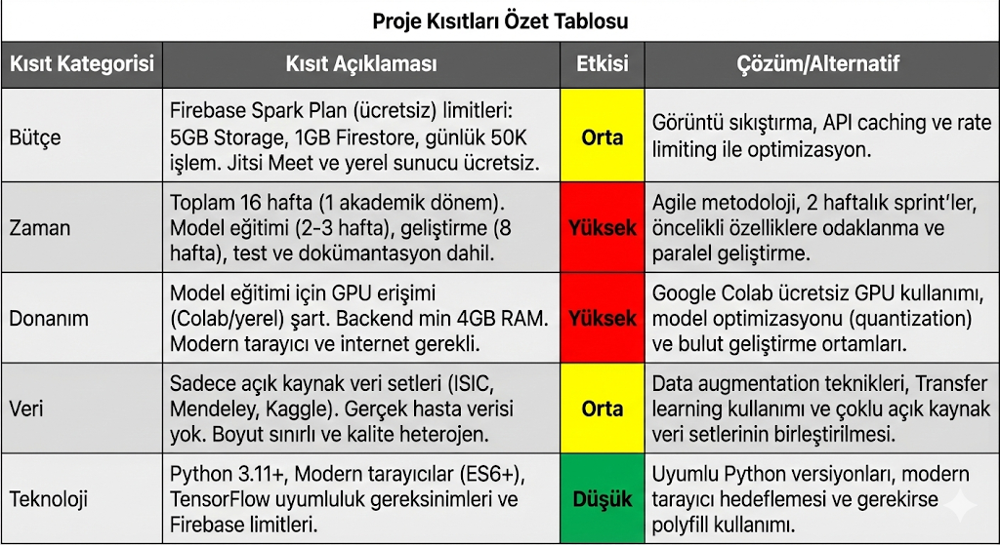 Proje Kısıtları Özet Tablosu
Kısıt Kategorisi
Kısıt Açıklaması
Etkisi
Çözüm/Alternatif
Bütçe
Firebase Spark Plan (ücretsiz) limitleri:
5GB Storage, 1GB Firestore, günlük 50K
işlem. Jitsi Meet ve yerel sunucu ücretsiz.
Orta
Görüntü sıkıştırma, API caching ve rate
limiting ile optimizasyon.
Zaman
Toplam 16 hafta (1 akademik dönem).
Model eğitimi (2-3 hafta), geliştirme (8
hafta), test ve dokümantasyon dahil.
Yüksek
Agile metodoloji, 2 haftalık sprint'ler,
öncelikli özelliklere odaklanma ve
paralel geliştirme.
Donanım
Model eğitimi için GPU erişimi
(Colab/yerel) şart. Backend min 4GB RAM.
Modern tarayıcı ve internet gerekli.
Yüksek
Google Colab ücretsiz GPU kullanımı,
model optimizasyonu (quantization)
ve bulut geliştirme ortamları.
Veri
Sadece açık kaynak veri setleri (ISIC,
Mendeley, Kaggle). Gerçek hasta verisi
yok. Boyut sınırlı ve kalite heterojen.
Orta
Data augmentation teknikleri, Transfer
learning kullanımı ve çoklu açık kaynak
veri setlerinin birleştirilmesi.
Teknoloji
Python 3.11+, Modern tarayıcılar (ES6+),
TensorFlow uyumluluk gereksinimleri ve
Firebase limitleri.
Düşük
Uyumlu Python versiyonları, modern
tarayıcı hedeflemesi ve gerekirse
polyfill kullanımı.